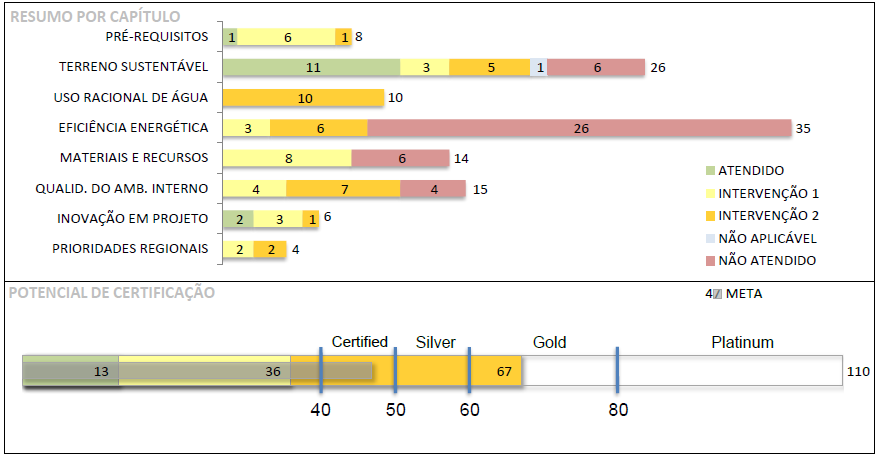 RESUMO POR CAPÍTULO
PRÉ-REQUISITOS 1 6 1 8
TERRENO SUSTENTÁVEL 11 3 5 1 6 26
USO RACIONAL DE ÁGUA 10 10
EFICIÊNCIA ENERGÉTICA 3 6 26 35
MATERIAIS E RECURSOS 8 6 14
QUALID. DO AMB. INTERNO 4 7 4 15
INOVAÇÃO EM PROJETO 2 3 1 6
PRIORIDADES REGIONAIS 2 2 4
ATENDIDO
INTERVENÇÃO 1
INTERVENÇÃO 2
NÃO APLICÁVEL
NÃO ATENDIDO
POTENCIAL DE CERTIFICAÇÃO
META
Certified Silver Gold Platinum
13 36 67 110
40 50 60 80